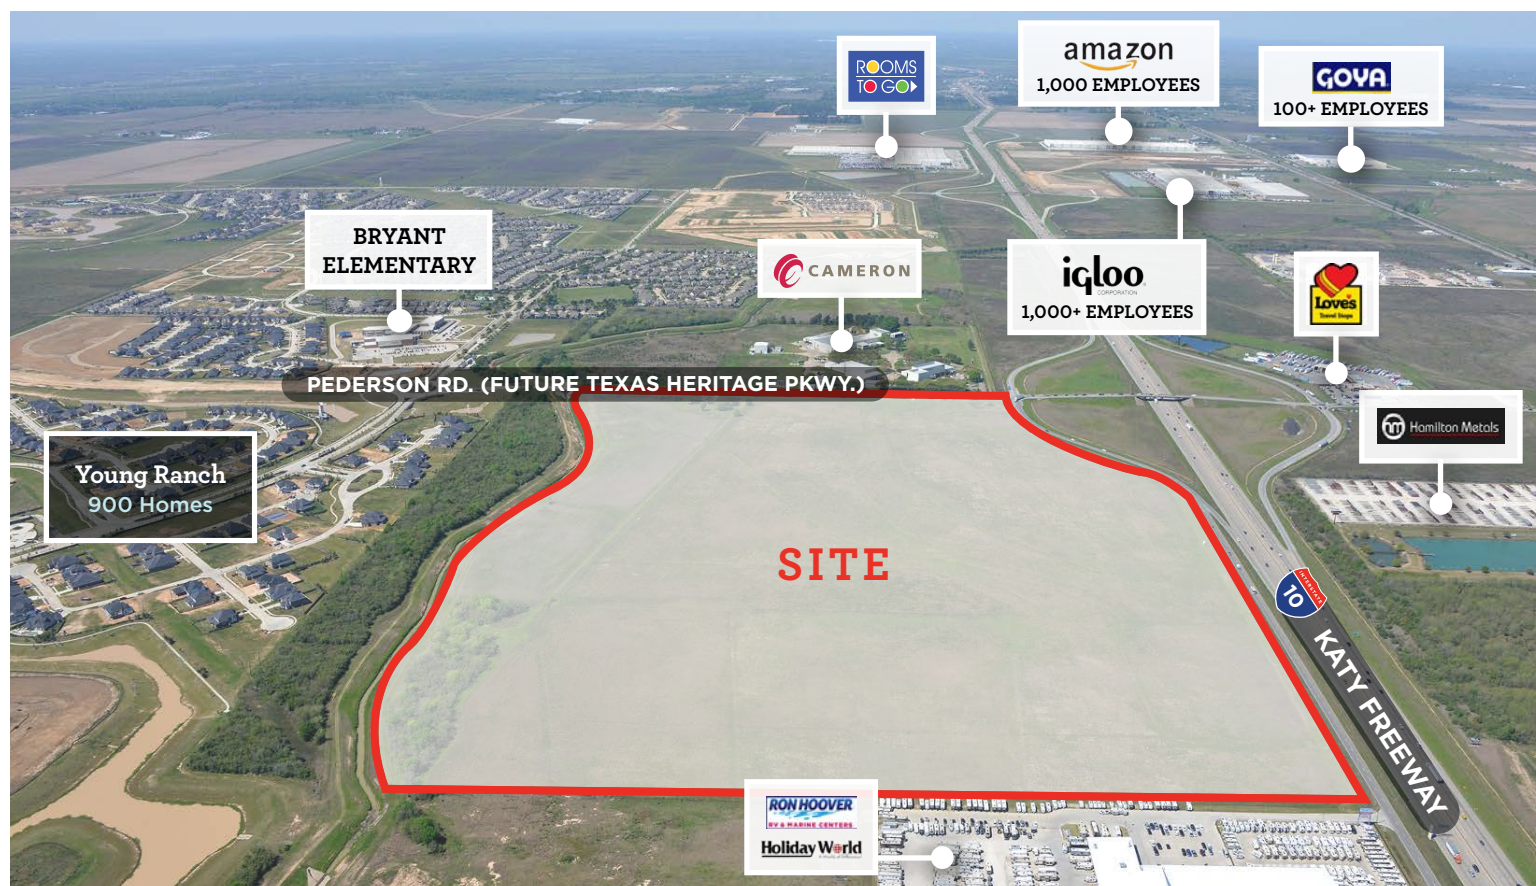 ROOMS
TO GO
amazon
1,000 EMPLOYEES
GOYA
100+ EMPLOYEES
BRYANT
ELEMENTARY
CAMERON
igloo
CORPORATION
1,000+ EMPLOYEES
Love's
Travel Stops
PEDERSON RD. (FUTURE TEXAS HERITAGE PKWY.)
hm Hamilton Metals
Young Ranch
900 Homes
SITE
INTERSTATE
10
KATY FREEWAY
RON HOOVER
RV & MARINE CENTERS
Holiday World